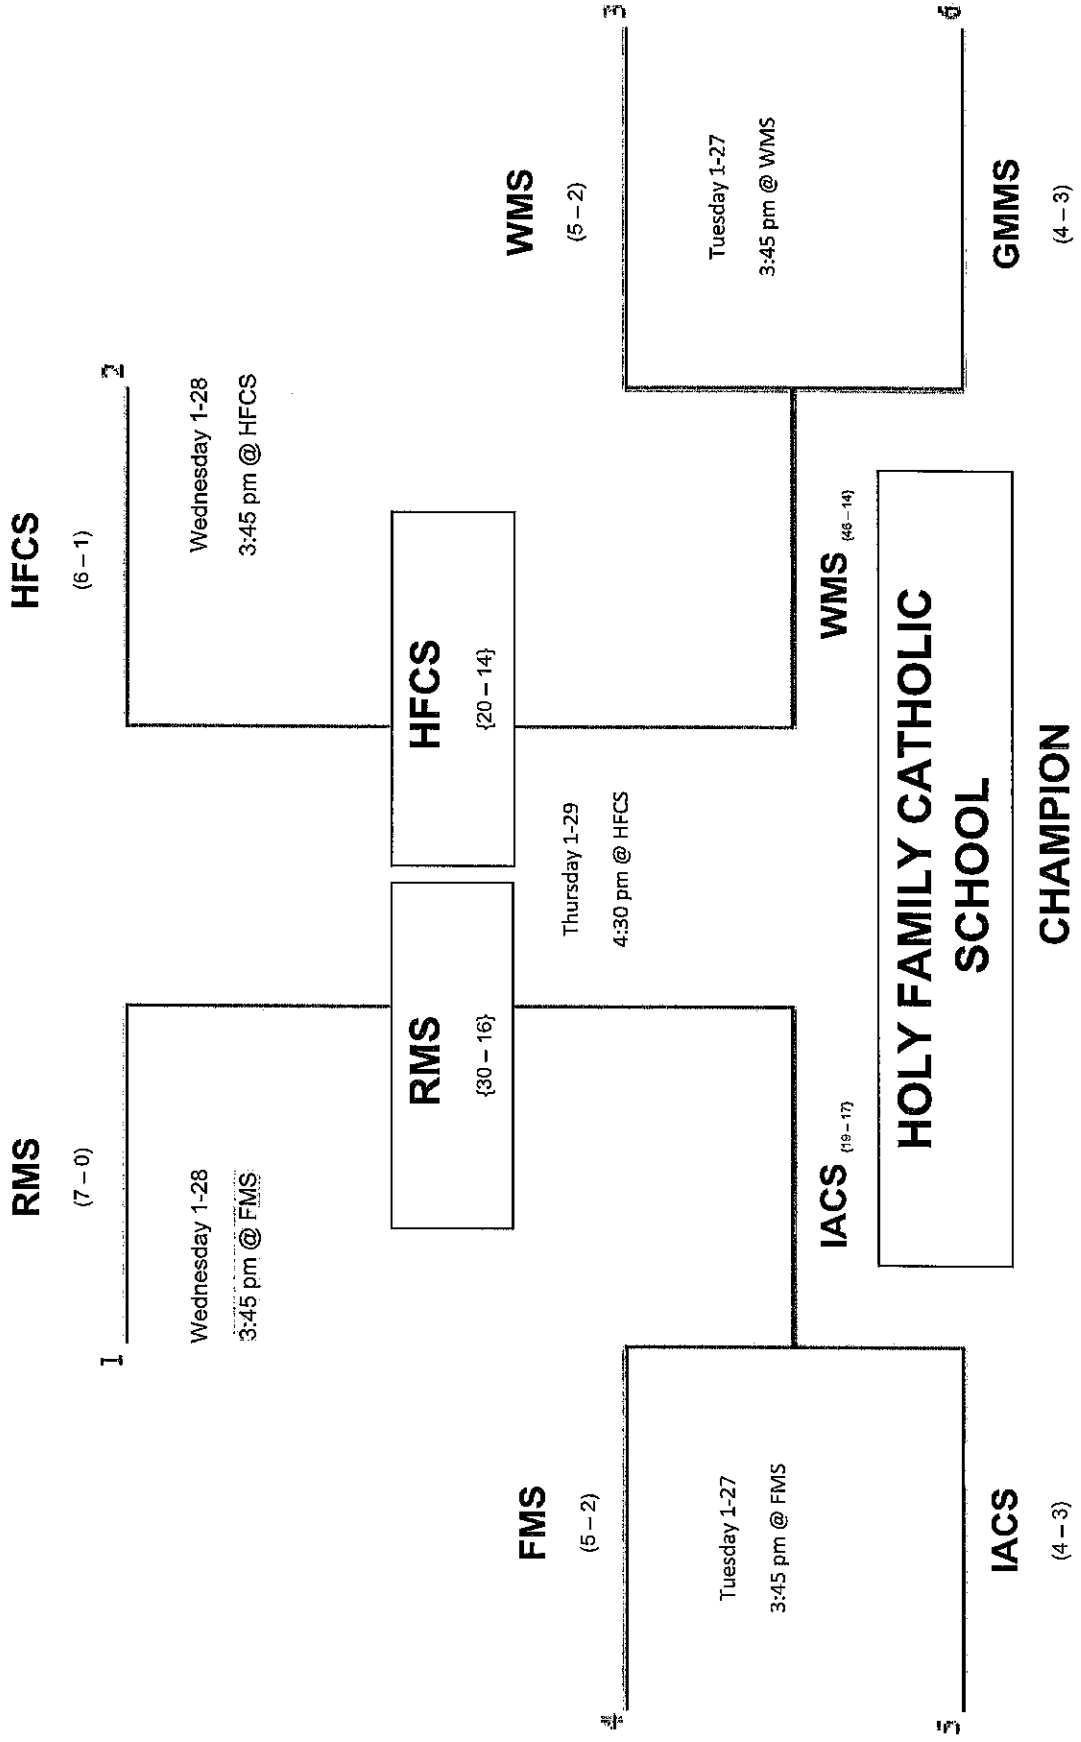 RMS
(7 – 0)
HFCS
(6 – 1)
1
2
Wednesday 1-28
3:45 pm @ FMS
Wednesday 1-28
3:45 pm @ HFCS
RMS
{30 – 16}
HFCS
{20 – 14}
Thursday 1-29
4:30 pm @ HFCS
FMS
(5 – 2)
WMS
(5 – 2)
4
3
Tuesday 1-27
3:45 pm @ FMS
Tuesday 1-27
3:45 pm @ WMS
IACS {19 – 17}
WMS {46 – 14}
HOLY FAMILY CATHOLIC
SCHOOL
CHAMPION
5
6
IACS
(4 – 3)
GMMS
(4 – 3)